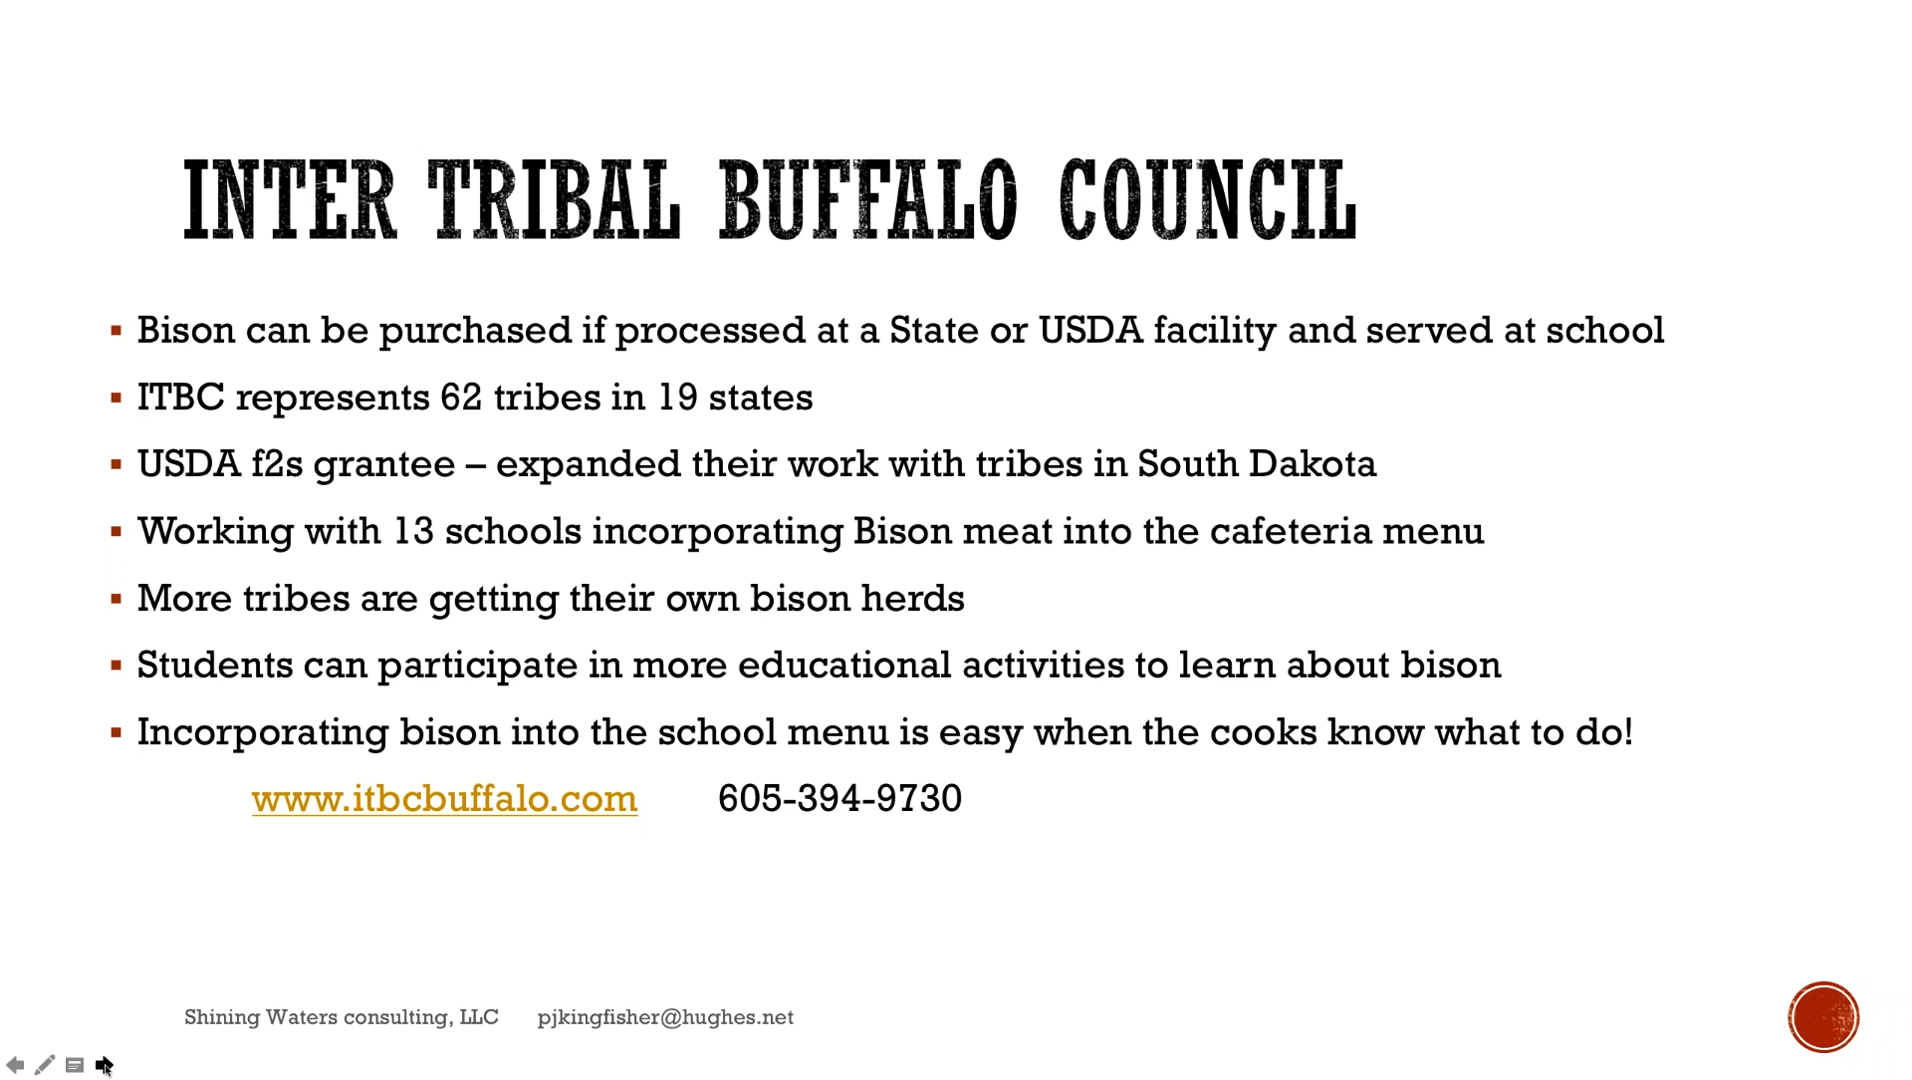 INTER TRIBAL BUFFALO COUNCIL
▪ Bison can be purchased if processed at a State or USDA facility and served at school
▪ ITBC represents 62 tribes in 19 states
▪ USDA f2s grantee – expanded their work with tribes in South Dakota
▪ Working with 13 schools incorporating Bison meat into the cafeteria menu
▪ More tribes are getting their own bison herds
▪ Students can participate in more educational activities to learn about bison
▪ Incorporating bison into the school menu is easy when the cooks know what to do!
www.itbcbuffalo.com 605-394-9730
Shining Waters consulting, LLC pjkingfisher@hughes.net